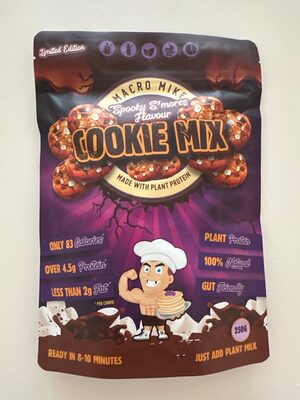 Limited Edition
MACRO MIKE
Spooky S'mores
Flavour
COOKIE MIX
MADE WITH PLANT PROTEIN
ONLY 83 Calories*
OVER 4.5g Protein*
LESS THAN 2g Fat*
* PER COOKIE
PLANT Protein
100% Natural
GUT Friendly
250G
READY IN 8-10 MINUTES
JUST ADD PLANT MILK